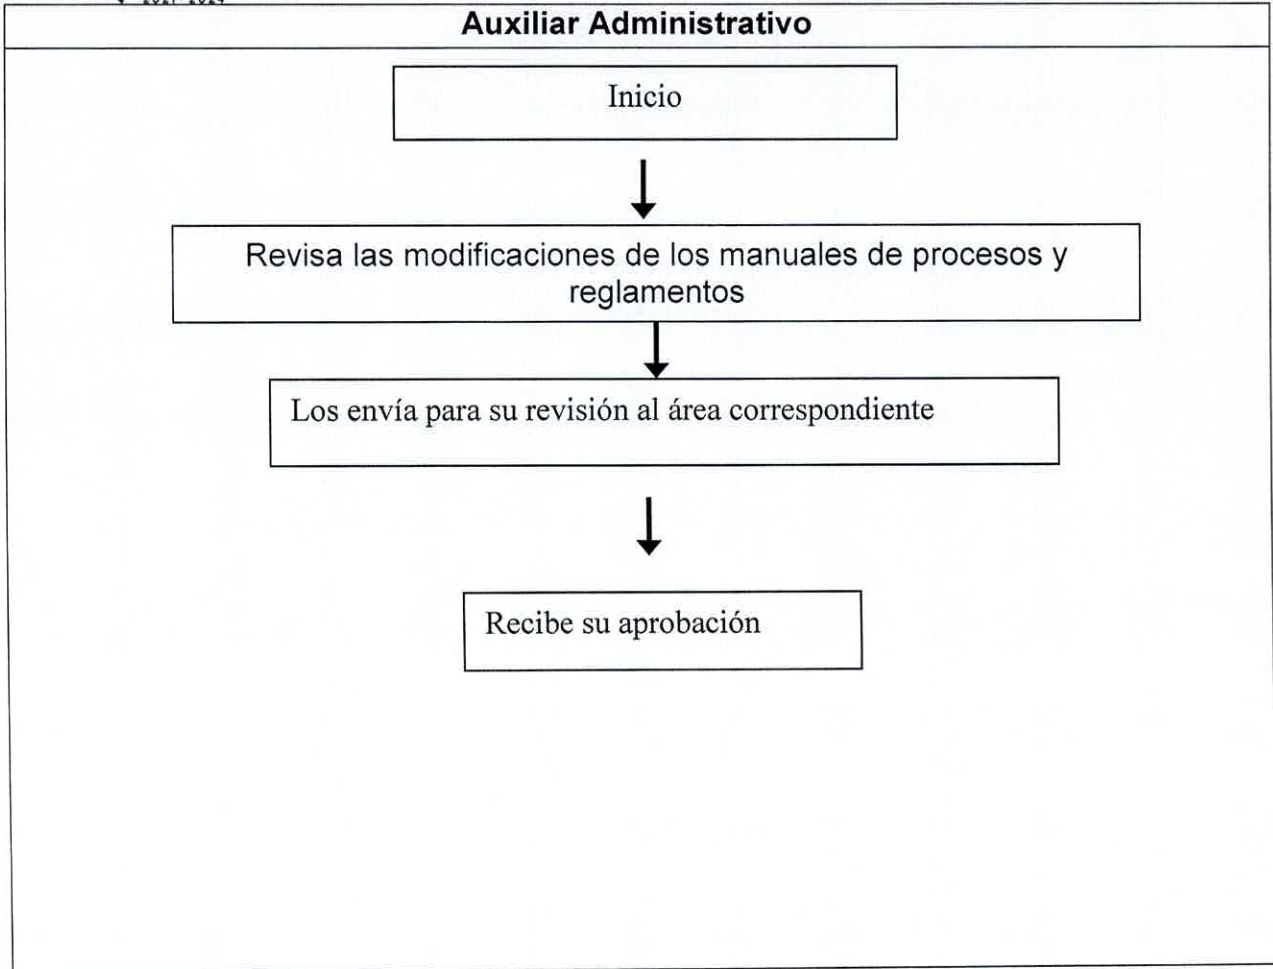 Auxiliar Administrativo
Inicio
Revisa las modificaciones de los manuales de procesos y
reglamentos
Los envía para su revisión al área correspondiente
Recibe su aprobación